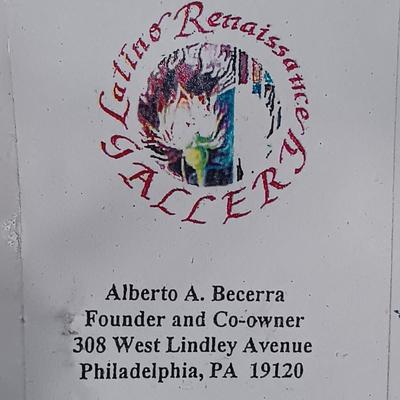 Latino Renaissance
GALLERY
Alberto A. Becerra
Founder and Co-owner
308 West Lindley Avenue
Philadelphia, PA 19120